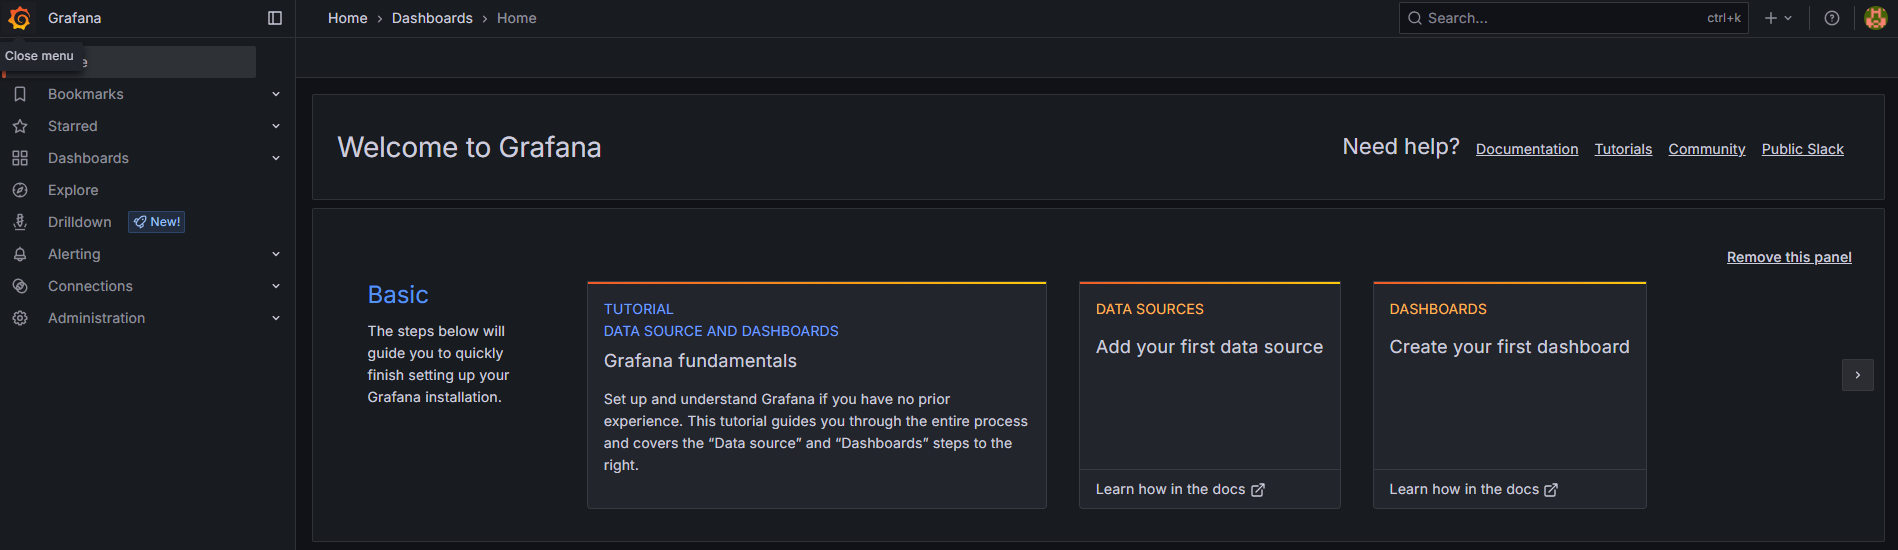 Grafana
Home › Dashboards › Home
Search...
ctrl+k
Close menu
Bookmarks
Starred
Dashboards
Explore
Drilldown
New!
Alerting
Connections
Administration
Welcome to Grafana
Need help?
Documentation
Tutorials
Community
Public Slack
Remove this panel
Basic
The steps below will
guide you to quickly
finish setting up your
Grafana installation.
TUTORIAL
DATA SOURCE AND DASHBOARDS
Grafana fundamentals
Set up and understand Grafana if you have no prior
experience. This tutorial guides you through the entire process
and covers the “Data source” and “Dashboards” steps to the
right.
DATA SOURCES
Add your first data source
Learn how in the docs
DASHBOARDS
Create your first dashboard
Learn how in the docs